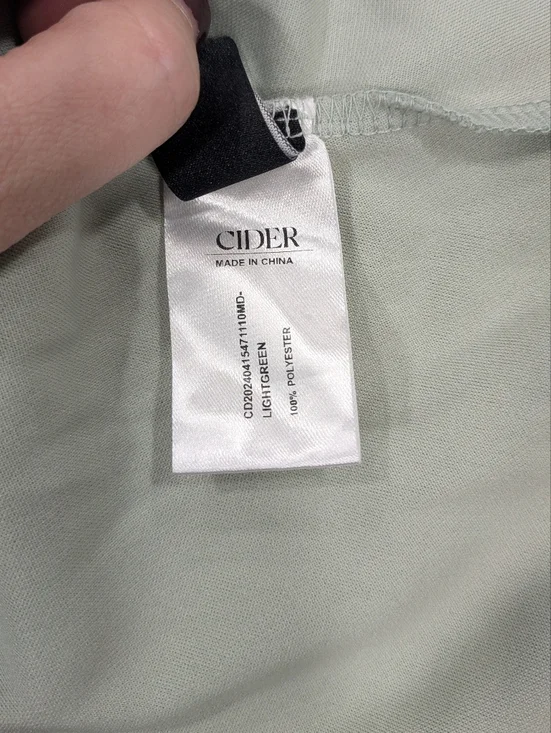 CIDER
MADE IN CHINA
CD20240415471110MD-
LIGHTGREEN
100% POLYESTER